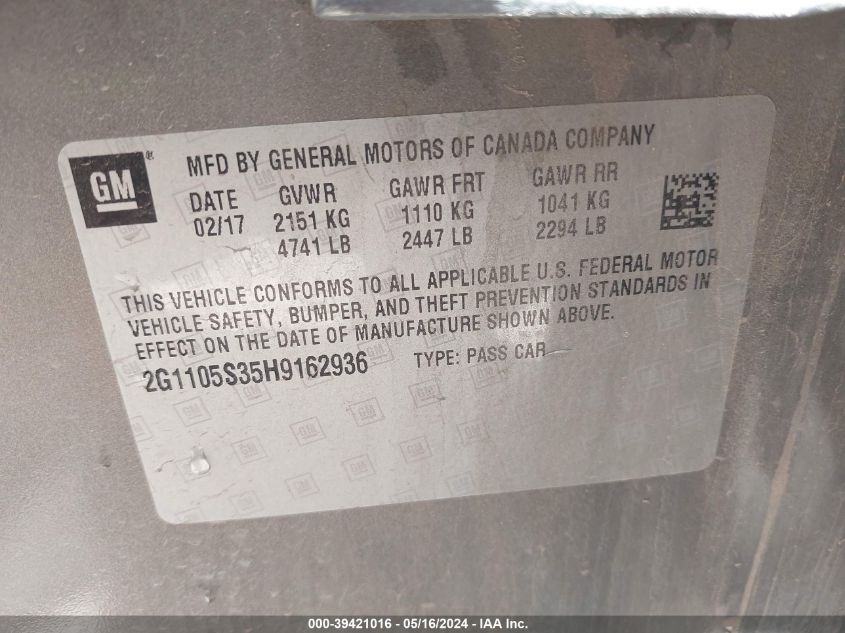 GM
®
MFD BY GENERAL MOTORS OF CANADA COMPANY
DATE GVWR GAWR FRT GAWR RR
02/17 2151 KG 1110 KG 1041 KG
4741 LB 2447 LB 2294 LB
THIS VEHICLE CONFORMS TO ALL APPLICABLE U.S. FEDERAL MOTOR
VEHICLE SAFETY, BUMPER, AND THEFT PREVENTION STANDARDS IN
EFFECT ON THE DATE OF MANUFACTURE SHOWN ABOVE.
2G1105S35H9162936 TYPE: PASS CAR
000-39421016 - 05/16/2024 - IAA Inc.